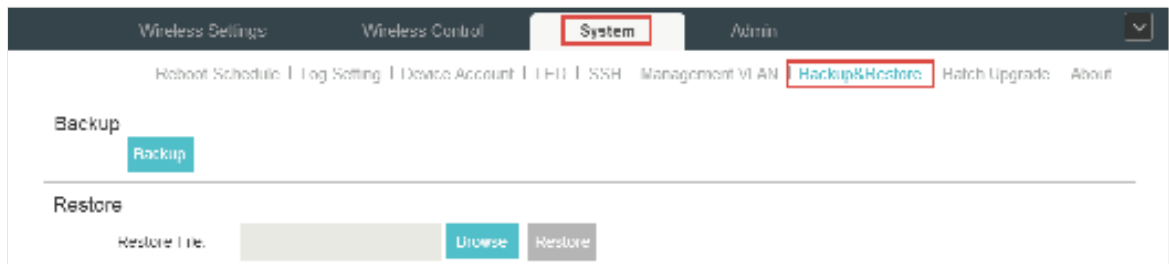 Wireless Settings Wireless Control System Admin
Reboot Schedule | Log Setting | Device Account | LED | SSH Management VLAN | Backup&Restore Batch Upgrade About
Backup
Backup
Restore
Restore File: Browse Restore